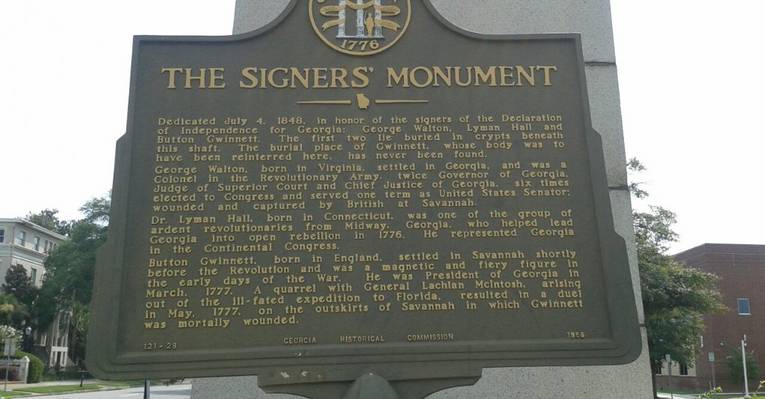 1776
THE SIGNERS' MONUMENT
Dedicated July 4, 1848, in honor of the signers of the Declaration
of Independence for Georgia: George Walton, Lyman Hall and
Button Gwinnett. The first two lie buried in crypts beneath
this shaft. The burial place of Gwinnett, whose body was to
have been reinterred here, has never been found.
George Walton, born in Virginia, settled in Georgia, and was a
Colonel in the Revolutionary Army, twice Governor of Georgia,
Judge of Superior Court and Chief Justice of Georgia, six times
elected to Congress and served one term as United States Senator;
wounded and captured by British at Savannah.
Dr. Lyman Hall, born in Connecticut, was one of the group of
ardent revolutionaries from Midway, Georgia, who helped lead
Georgia into open rebellion in 1776. He represented Georgia
in the Continental Congress.
Button Gwinnett, born in England, settled in Savannah shortly
before the Revolution and was a magnetic and fiery figure in
the early days of the War. He was President of Georgia in
March, 1777. A quarrel with General Lachlan McIntosh, arising
out of the ill-fated expedition to Florida, resulted in a duel
in May, 1777, on the outskirts of Savannah in which Gwinnett
was mortally wounded.
121-28 GEORGIA HISTORICAL COMMISSION